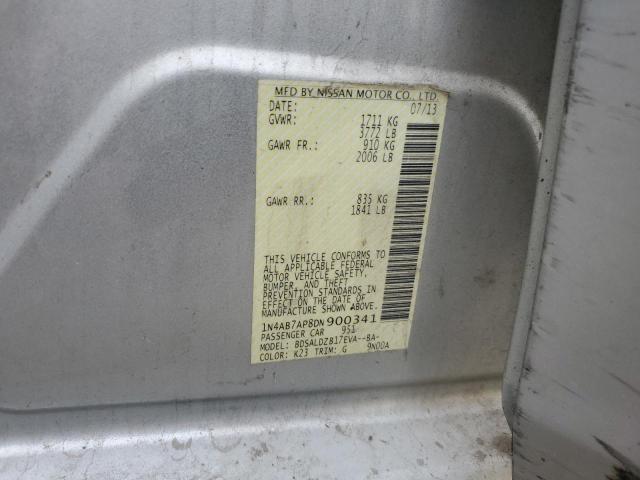 MFD BY NISSAN MOTOR CO., LTD.
DATE: 07/13
GVWR: 1711 KG
3772 LB
GAWR FR.: 910 KG
2006 LB
GAWR RR.: 835 KG
1841 LB
THIS VEHICLE CONFORMS TO
ALL APPLICABLE FEDERAL
MOTOR VEHICLE SAFETY,
BUMPER, AND THEFT
PREVENTION STANDARDS IN
EFFECT ON THE DATE OF
MANUFACTURE SHOWN ABOVE.
1N4AB7AP8DN900341
PASSENGER CAR 951
MODEL: BDSALDZB17EVA--BA-
COLOR: K23 TRIM: G 9N00A